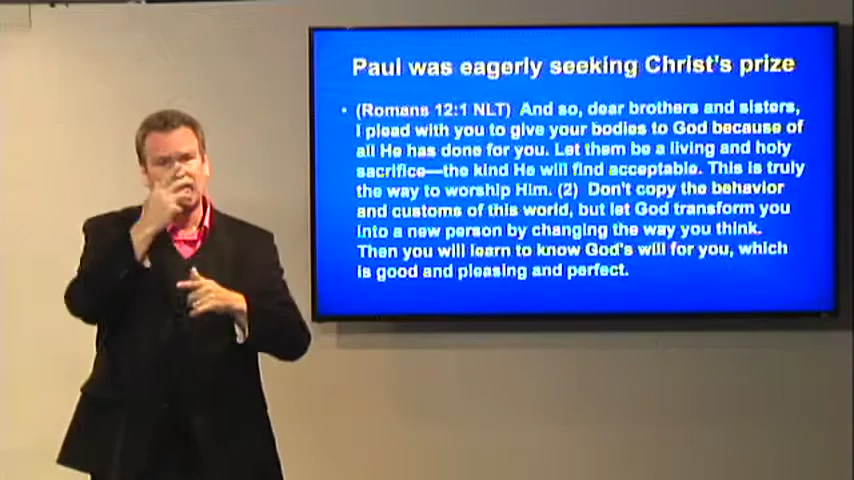 Paul was eagerly seeking Christ's prize
• (Romans 12:1 NLT) And so, dear brothers and sisters,
I plead with you to give your bodies to God because of
all He has done for you. Let them be a living and holy
sacrifice—the kind He will find acceptable. This is truly
the way to worship Him. (2) Don't copy the behavior
and customs of this world, but let God transform you
into a new person by changing the way you think.
Then you will learn to know God's will for you, which
is good and pleasing and perfect.